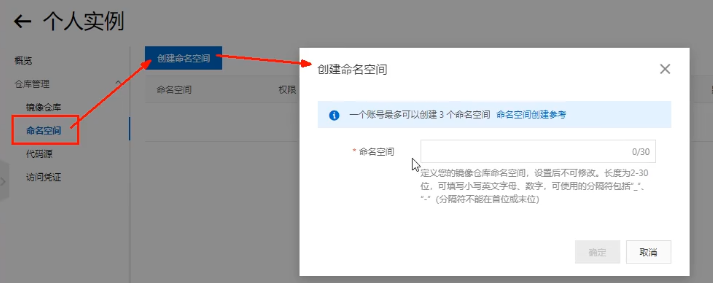 个人实例
概览
仓库管理
镜像仓库
命名空间
代码源
访问凭证
创建命名空间
命名空间
权限
创建命名空间
一个账号最多可以创建 3 个命名空间 命名空间创建参考
* 命名空间
0/30
定义您的镜像仓库命名空间，设置后不可修改。长度为2-30
位，可填写小写英文字母、数字，可使用的分隔符包括“_”、
“-”（分隔符不能在首位或末位）
确定
取消